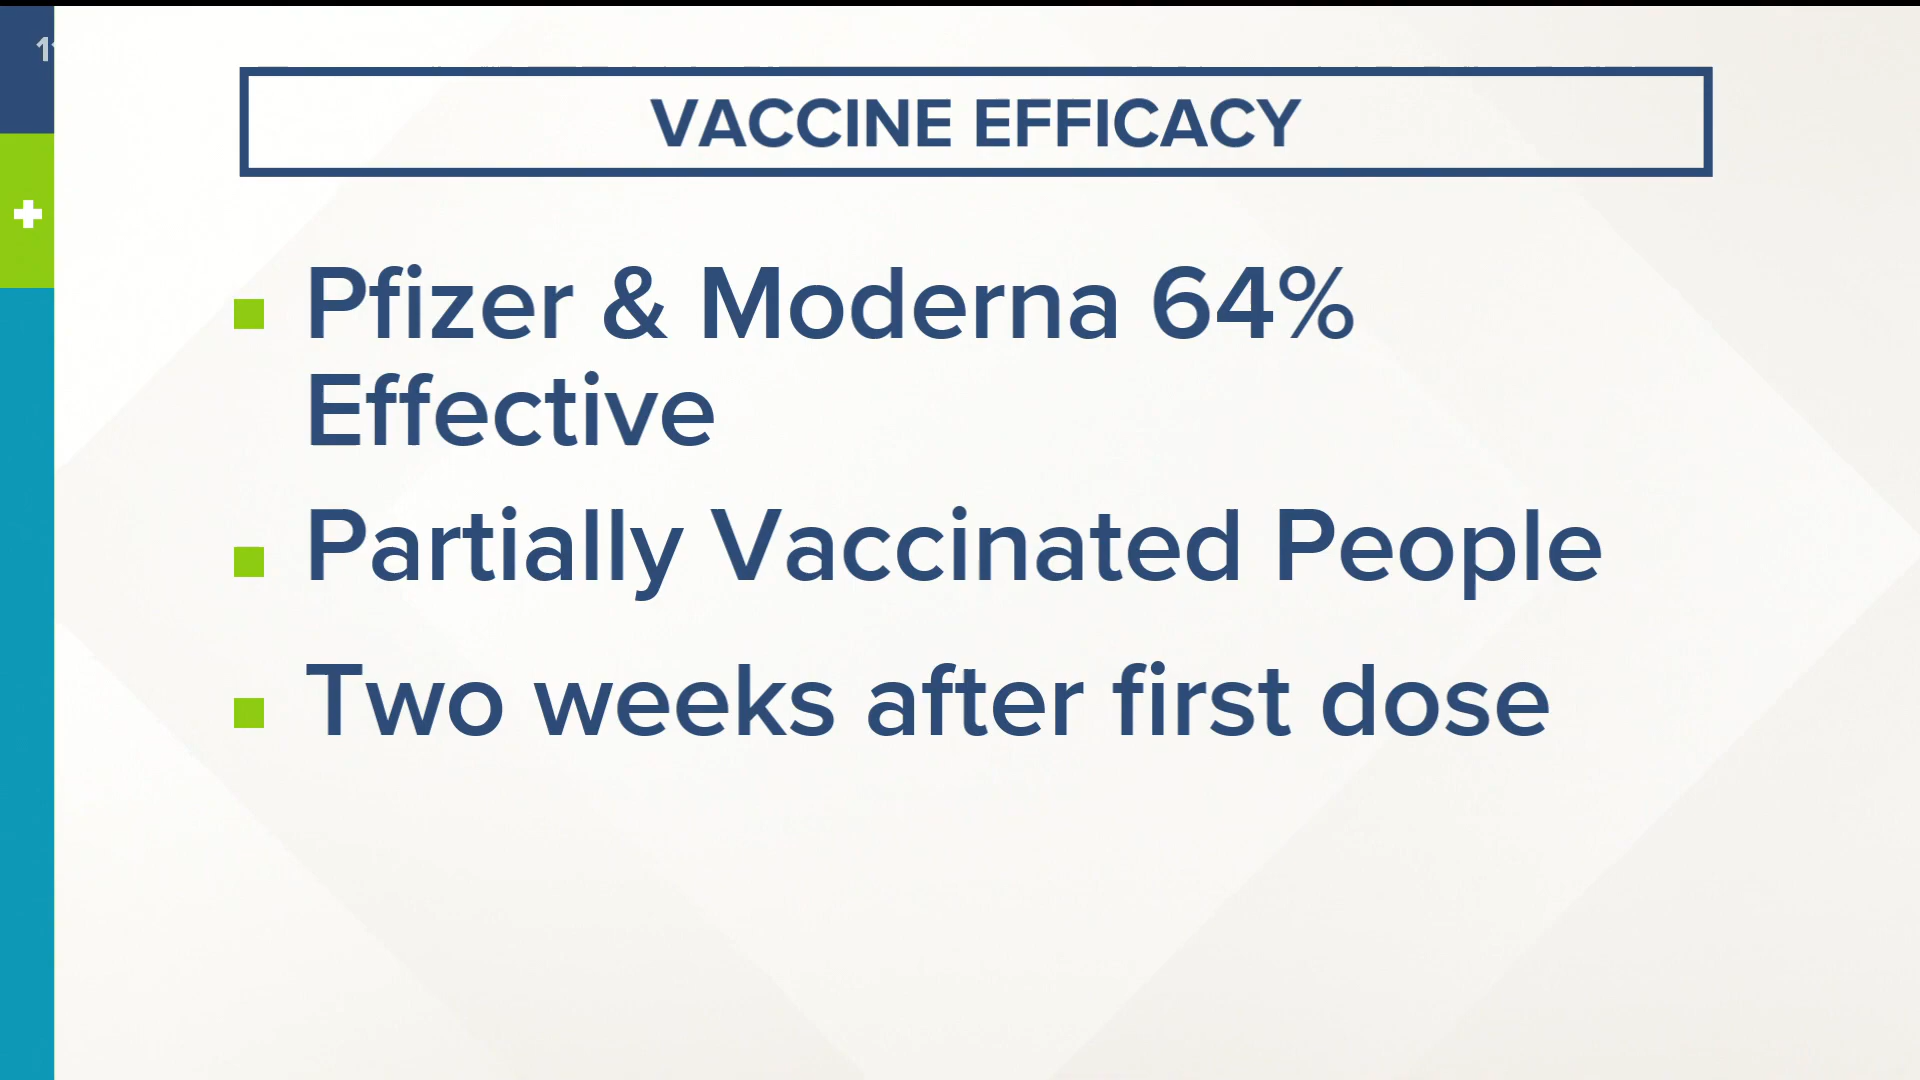 VACCINE EFFICACY
Pfizer & Moderna 64%
Effective
Partially Vaccinated People
Two weeks after first dose